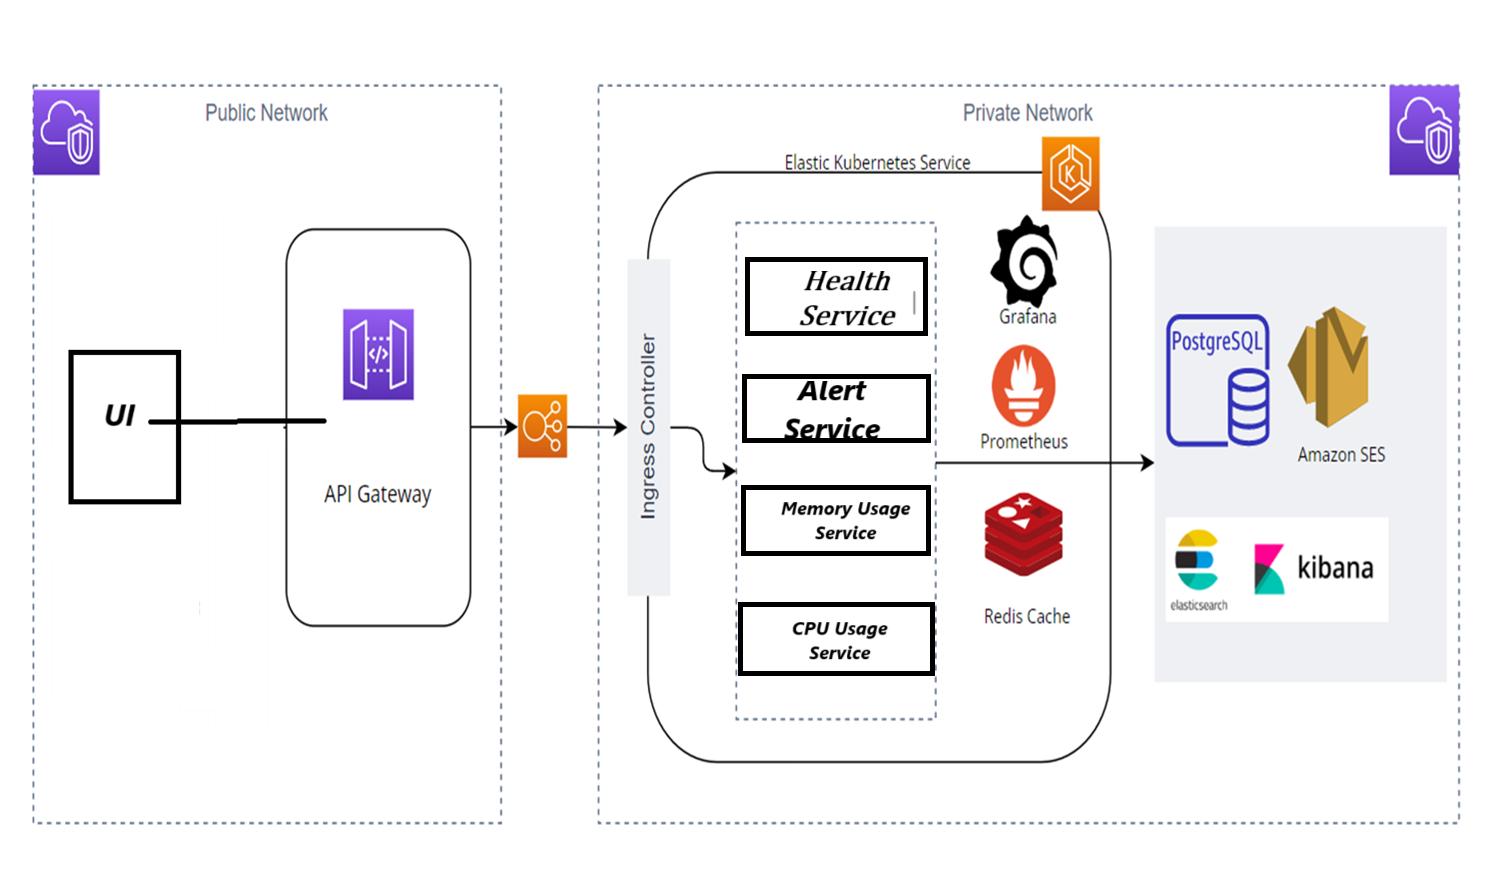 Public Network
Private Network
Elastic Kubernetes Service
K
UI
</>
API Gateway
Ingress Controller
Health
Service
Alert
Service
Memory Usage
Service
CPU Usage
Service
Grafana
Prometheus
Redis Cache
PostgreSQL
Amazon SES
elasticsearch
kibana